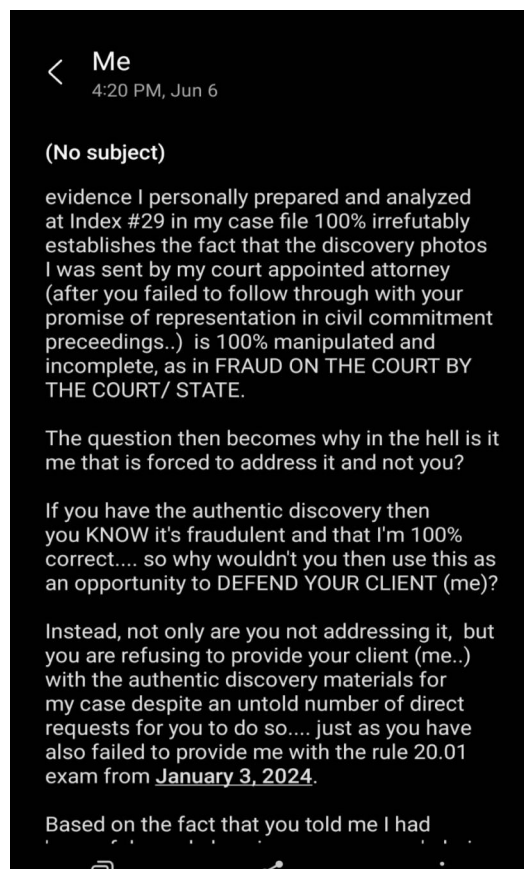 Me
4:20 PM, Jun 6
(No subject)
evidence I personally prepared and analyzed
at Index #29 in my case file 100% irrefutably
establishes the fact that the discovery photos
I was sent by my court appointed attorney
(after you failed to follow through with your
promise of representation in civil commitment
preceedings..)  is 100% manipulated and
incomplete, as in FRAUD ON THE COURT BY
THE COURT/ STATE.
The question then becomes why in the hell is it
me that is forced to address it and not you?
If you have the authentic discovery then
you KNOW it's fraudulent and that I'm 100%
correct.... so why wouldn't you then use this as
an opportunity to DEFEND YOUR CLIENT (me)?
Instead, not only are you not addressing it,  but
you are refusing to provide your client (me..)
with the authentic discovery materials for
my case despite an untold number of direct
requests for you to do so.... just as you have
also failed to provide me with the rule 20.01
exam from January 3, 2024.
Based on the fact that you told me I had